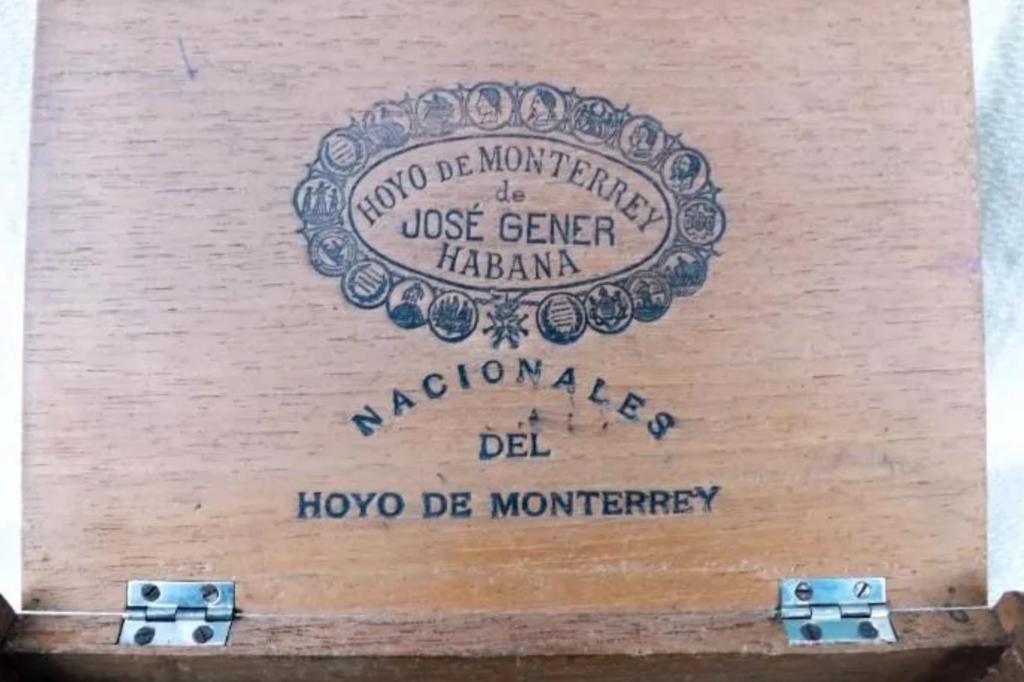 HOYO DE MONTERREY
de
JOSÉ GENER
HABANA
NACIONALES
DEL
HOYO DE MONTERREY